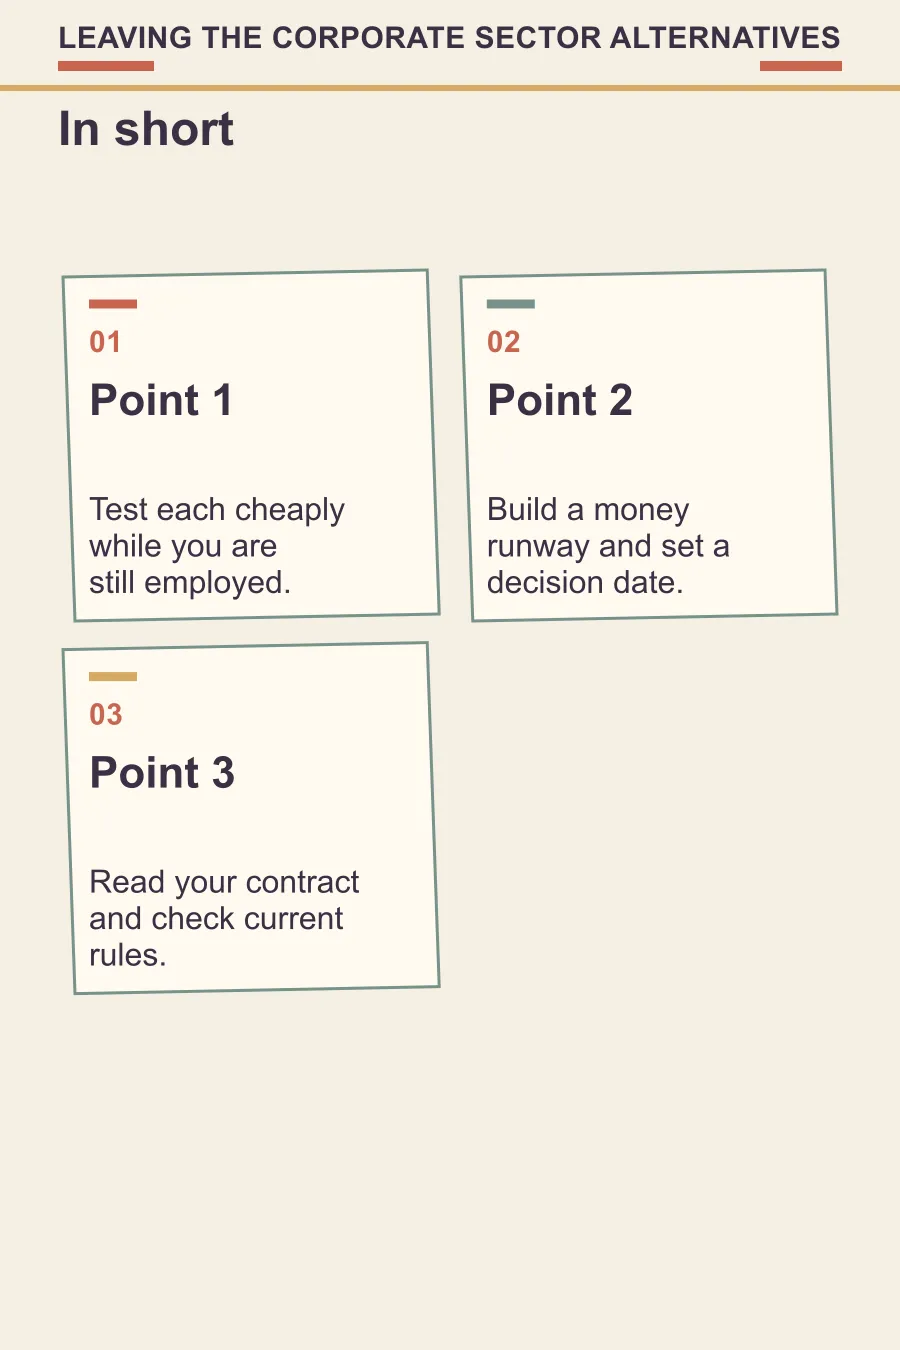 LEAVING THE CORPORATE SECTOR ALTERNATIVES
In short
01
Point 1
Test each cheaply
while you are
still employed.
02
Point 2
Build a money
runway and set a
decision date.
03
Point 3
Read your contract
and check current
rules.